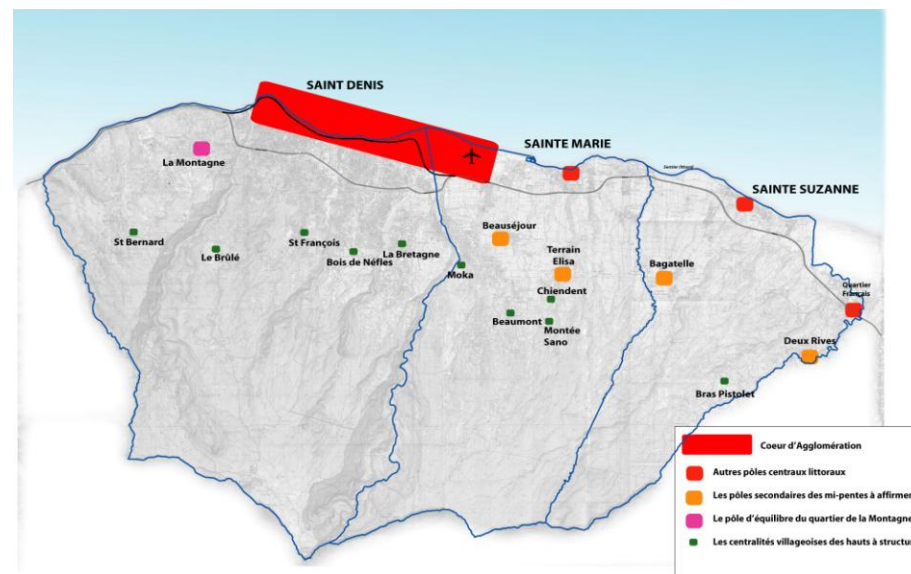 SAINT DENIS
SAINTE MARIE
La Montagne
Sentier littoral
SAINTE SUZANNE
Beauséjour
St Bernard
St François
La Bretagne
Le Brûlé
Bois de Nèfles
Terrain
Elisa
Moka
Bagatelle
Chiendent
Quartier
Français
Beaumont
Montée
Sano
Deux Rives
Bras Pistolet
Coeur d'Agglomération
Autres pôles centraux littoraux
Les pôles secondaires des mi-pentes à affirmer
Le pôle d'équilibre du quartier de la Montagne
Les centralités villageoises des hauts à structur